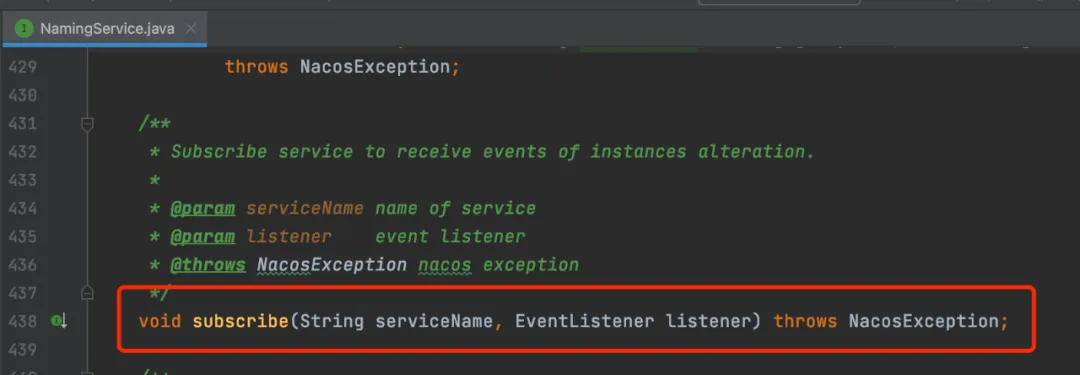 NamingService.java
429 throws NacosException;
430
431 /**
432 * Subscribe service to receive events of instances alteration.
433 *
434 * @param serviceName name of service
435 * @param listener event listener
436 * @throws NacosException nacos exception
437 */
438 void subscribe(String serviceName, EventListener listener) throws NacosException;
439